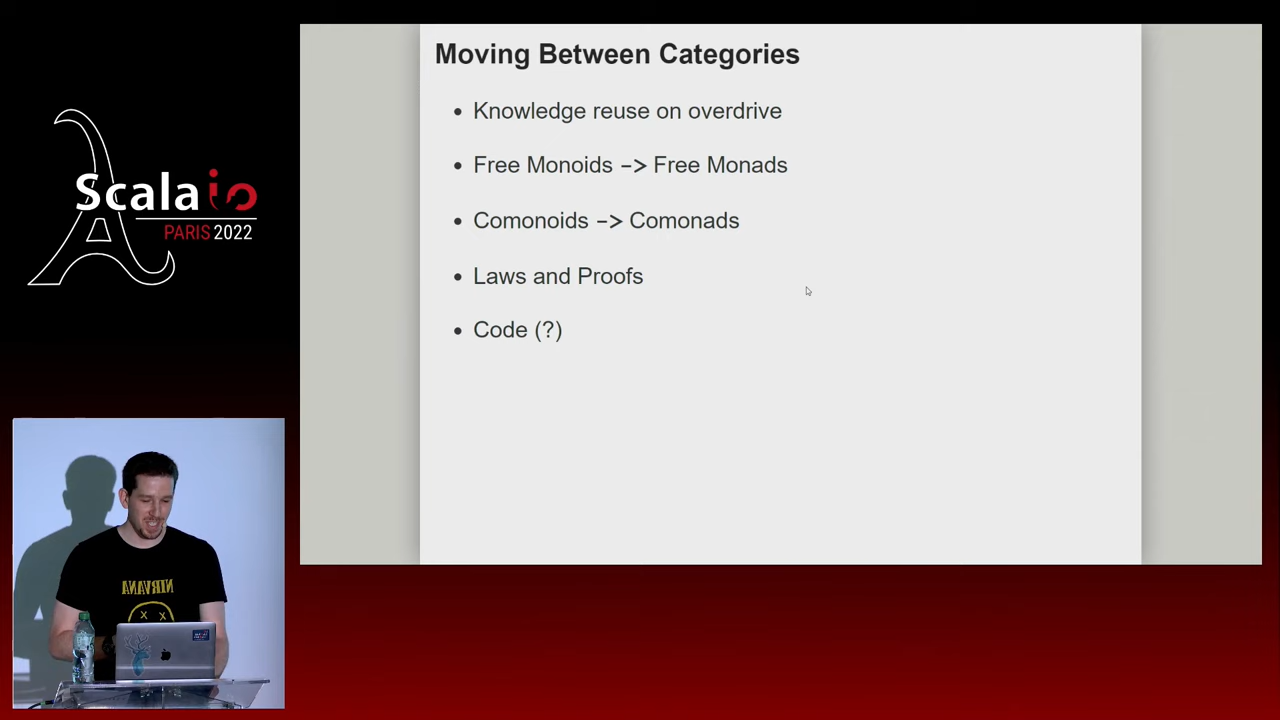 Moving Between Categories
• Knowledge reuse on overdrive
• Free Monoids -> Free Monads
• Comonoids -> Comonads
• Laws and Proofs
• Code (?)
Scala io
PARIS 2022
NIRVANA